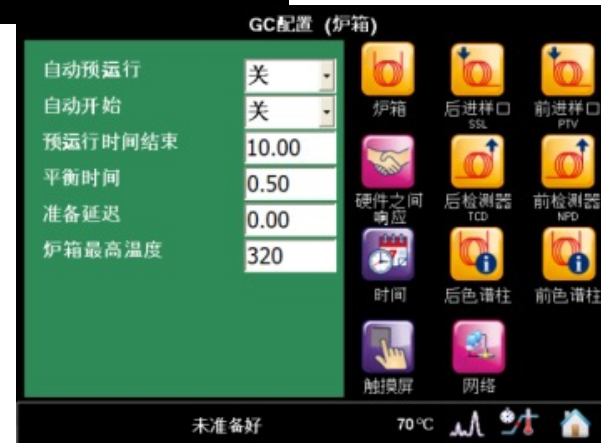 GC配置 (炉箱)
自动预运行 关
自动开始 关
预运行时间结束 10.00
平衡时间 0.50
准备延迟 0.00
炉箱最高温度 320
炉箱 后进样口 前进样口
SSL PTV
硬件之间响应 后检测器 前检测器
TCD NPD
时间 后色谱柱 前色谱柱
触摸屏 网络
未准备好 70°C